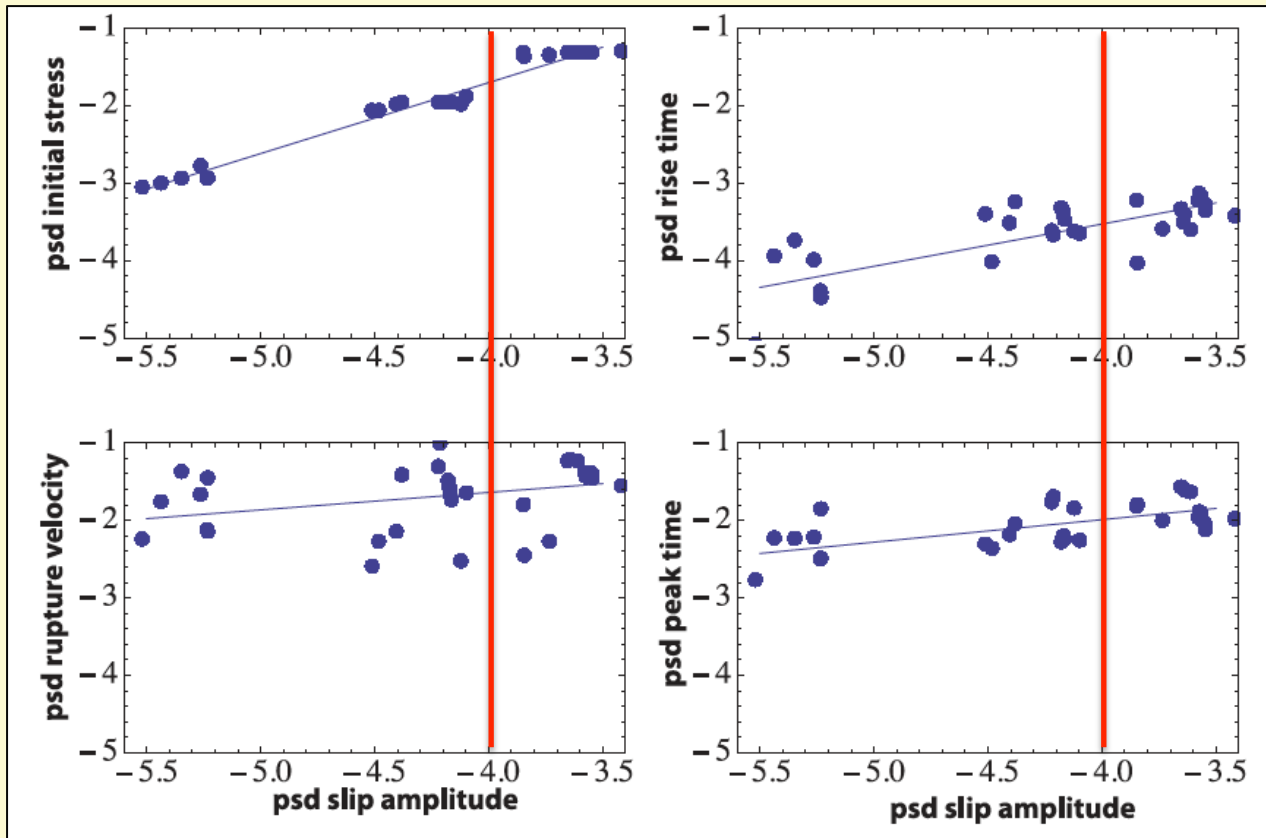 psd initial stress
−1
−2
−3
−4
−5
−5.5 −5.0 −4.5 −4.0 −3.5
psd rise time
−1
−2
−3
−4
−5
−5.5 −5.0 −4.5 −4.0 −3.5
psd rupture velocity
−1
−2
−3
−4
−5
−5.5 −5.0 −4.5 −4.0 −3.5
psd slip amplitude
psd peak time
−1
−2
−3
−4
−5
−5.5 −5.0 −4.5 −4.0 −3.5
psd slip amplitude